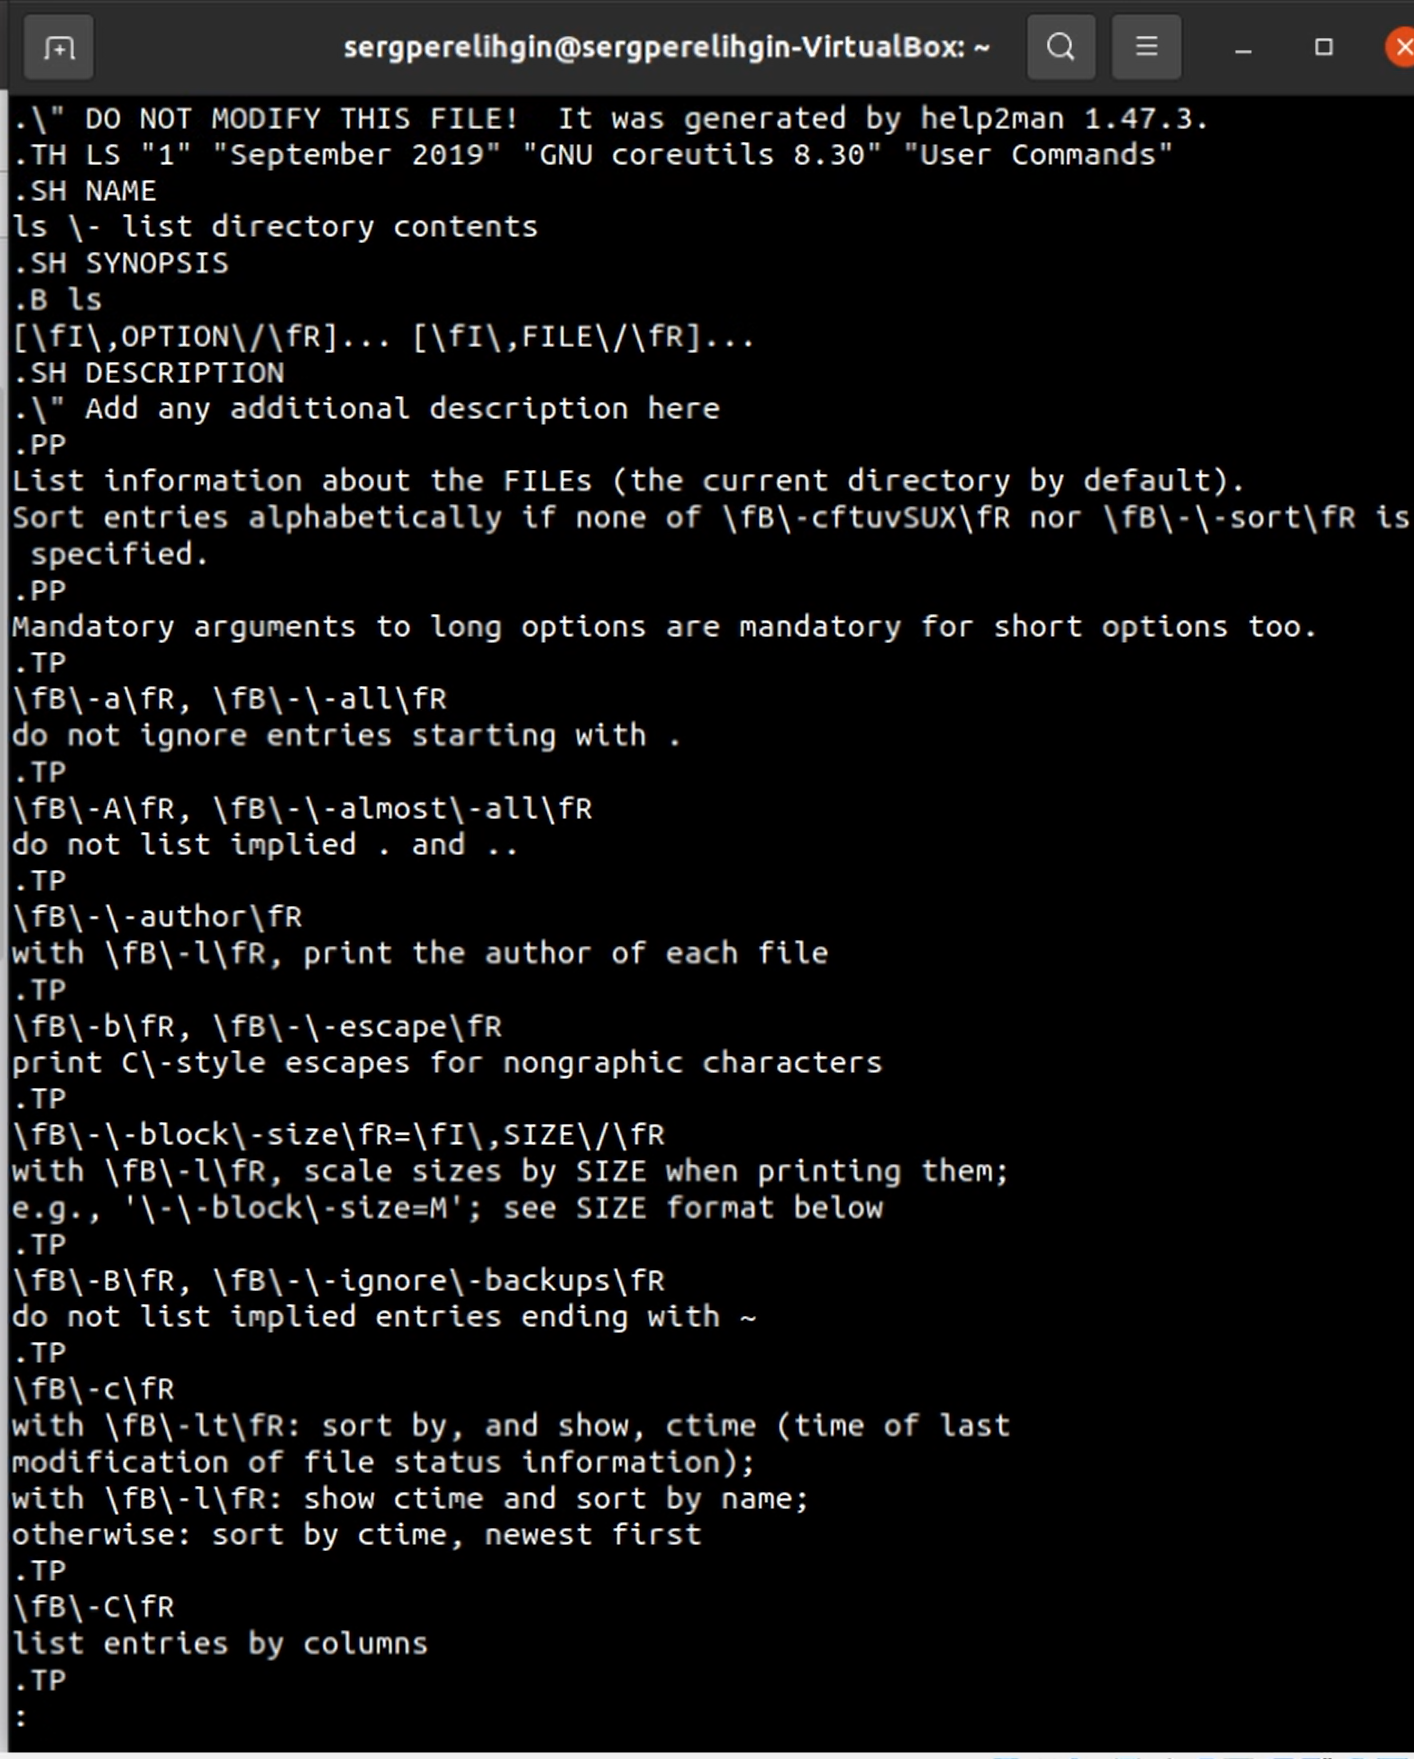 sergperelihgin@sergperelihgin-VirtualBox: ~
.\" DO NOT MODIFY THIS FILE!  It was generated by help2man 1.47.3.
.TH LS "1" "September 2019" "GNU coreutils 8.30" "User Commands"
.SH NAME
ls \- list directory contents
.SH SYNOPSIS
.B ls
[\fI\,OPTION\/\fR]... [\fI\,FILE\/\fR]...
.SH DESCRIPTION
.\" Add any additional description here
.PP
List information about the FILEs (the current directory by default).
Sort entries alphabetically if none of \fB\-cftuvSUX\fR nor \fB\-\-sort\fR is
 specified.
.PP
Mandatory arguments to long options are mandatory for short options too.
.TP
\fB\-a\fR, \fB\-\-all\fR
do not ignore entries starting with .
.TP
\fB\-A\fR, \fB\-\-almost\-all\fR
do not list implied . and ..
.TP
\fB\-\-author\fR
with \fB\-l\fR, print the author of each file
.TP
\fB\-b\fR, \fB\-\-escape\fR
print C\-style escapes for nongraphic characters
.TP
\fB\-\-block\-size\fR=\fI\,SIZE\/\fR
with \fB\-l\fR, scale sizes by SIZE when printing them;
e.g., '\-\-block\-size=M'; see SIZE format below
.TP
\fB\-B\fR, \fB\-\-ignore\-backups\fR
do not list implied entries ending with ~
.TP
\fB\-c\fR
with \fB\-lt\fR: sort by, and show, ctime (time of last
modification of file status information);
with \fB\-l\fR: show ctime and sort by name;
otherwise: sort by ctime, newest first
.TP
\fB\-C\fR
list entries by columns
.TP
: